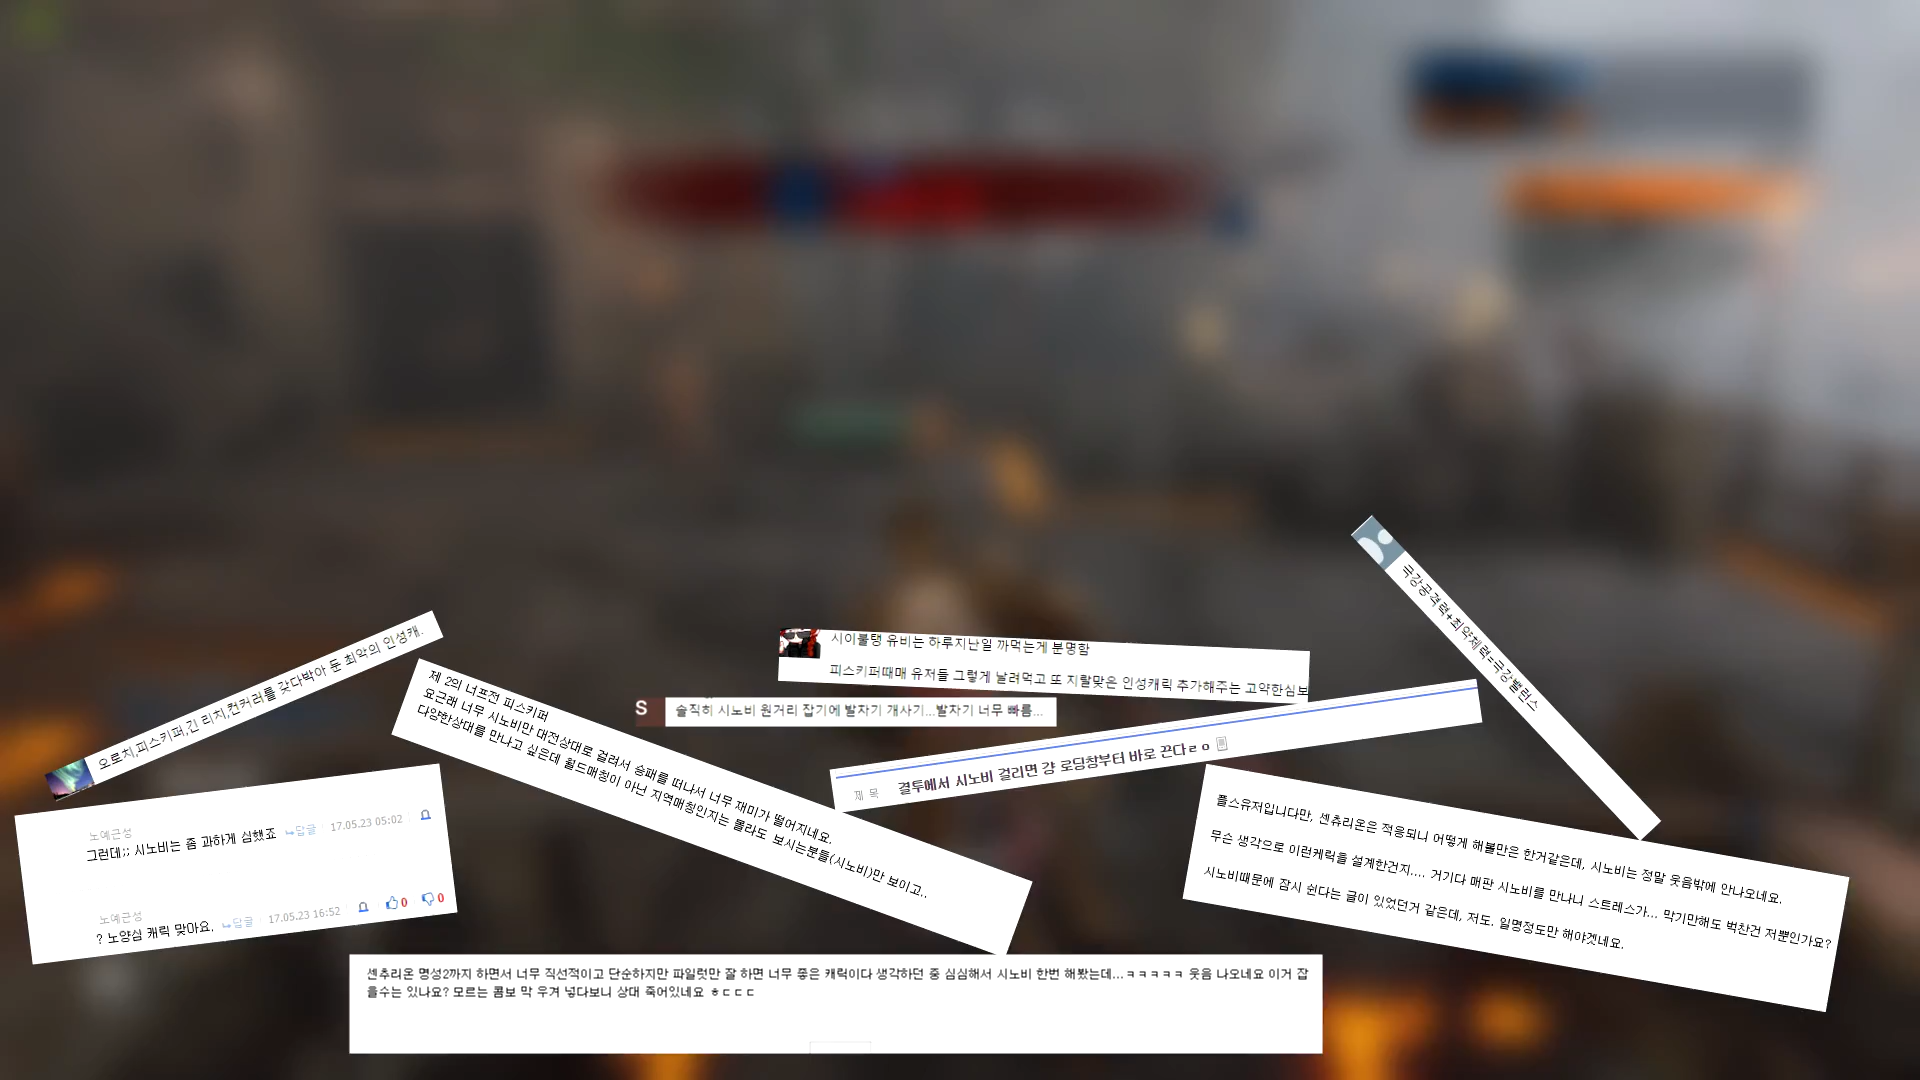 오로치,피스키퍼,긴 리치,컨커러를 갖다박아 둔 최악의 인성캐.
노예근성
그런데;; 시노비는 좀 과하게 심했죠 답글 17.05.23 05:02
노예근성
? 노양심 캐릭 맞아요. 답글 17.05.23 16:52 0 0
제 2의 너프전 피스키퍼
요근래 너무 시노비만 대전상대로 걸려서 승패를 떠나서 너무 재미가 떨어지네요.
다양한상대를 만나고 싶은데 월드매칭이 아닌 지역매칭인지는 몰라도 보시는분들(시노비)만 보이고..
시이불탱 유비는 하루지난일 까먹는게 분명함
피스키퍼때매 유저들 그렇게 날려먹고 또 지랄맞은 인성캐릭 추가해주는 고약한심보
S
솔직히 시노비 원거리 잡기에 발차기 개사기...발차기 너무 빠름...
제 목 결투에서 시노비 걸리면 걍 로딩창부터 바로 끈다ㄹㅇ
극강공격력+최약체력=극강밸런스
플스유저입니다만, 센츄리온은 적응되니 어떻게 해볼만은 한거같은데, 시노비는 정말 웃음밖에 안나오네요.
무슨 생각으로 이런케릭을 설계한건지.... 거기다 매판 시노비를 만나니 스트레스가... 막기만해도 벅찬건 저뿐인가요?
시노비때문에 잠시 쉰다는 글이 있었던거 같은데, 저도. 일명정도만 해야겟네요.
센추리온 명성2까지 하면서 너무 직선적이고 단순하지만 파일럿만 잘 하면 너무 좋은 캐릭이다 생각하던 중 심심해서 시노비 한번 해봤는데...ㅋㅋㅋㅋㅋ 웃음 나오네요 이거 잡
을수는 있나요? 모르는 콤보 막 우겨 넣다보니 상대 죽어있네요 ㅎㄷㄷㄷ